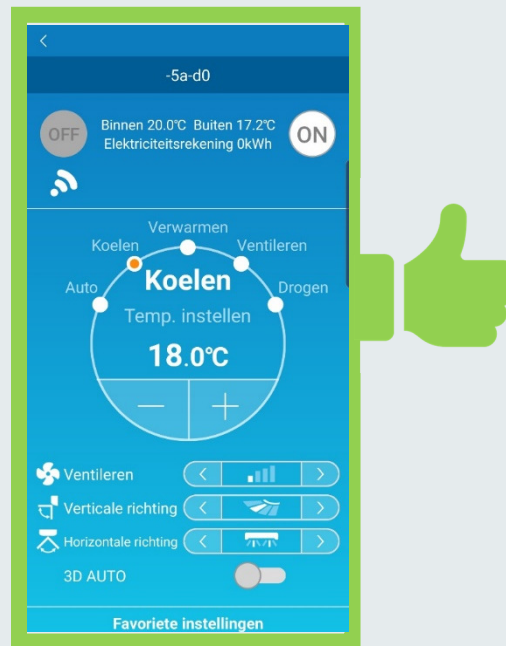 -5a-d0
OFF
Binnen 20.0℃ Buiten 17.2℃
Elektriciteitsrekening 0kWh
ON
Verwarmen
Koelen
Ventileren
Auto
Drogen
Koelen
Temp. instellen
18.0℃
Ventileren
Verticale richting
Horizontale richting
3D AUTO
Favoriete instellingen